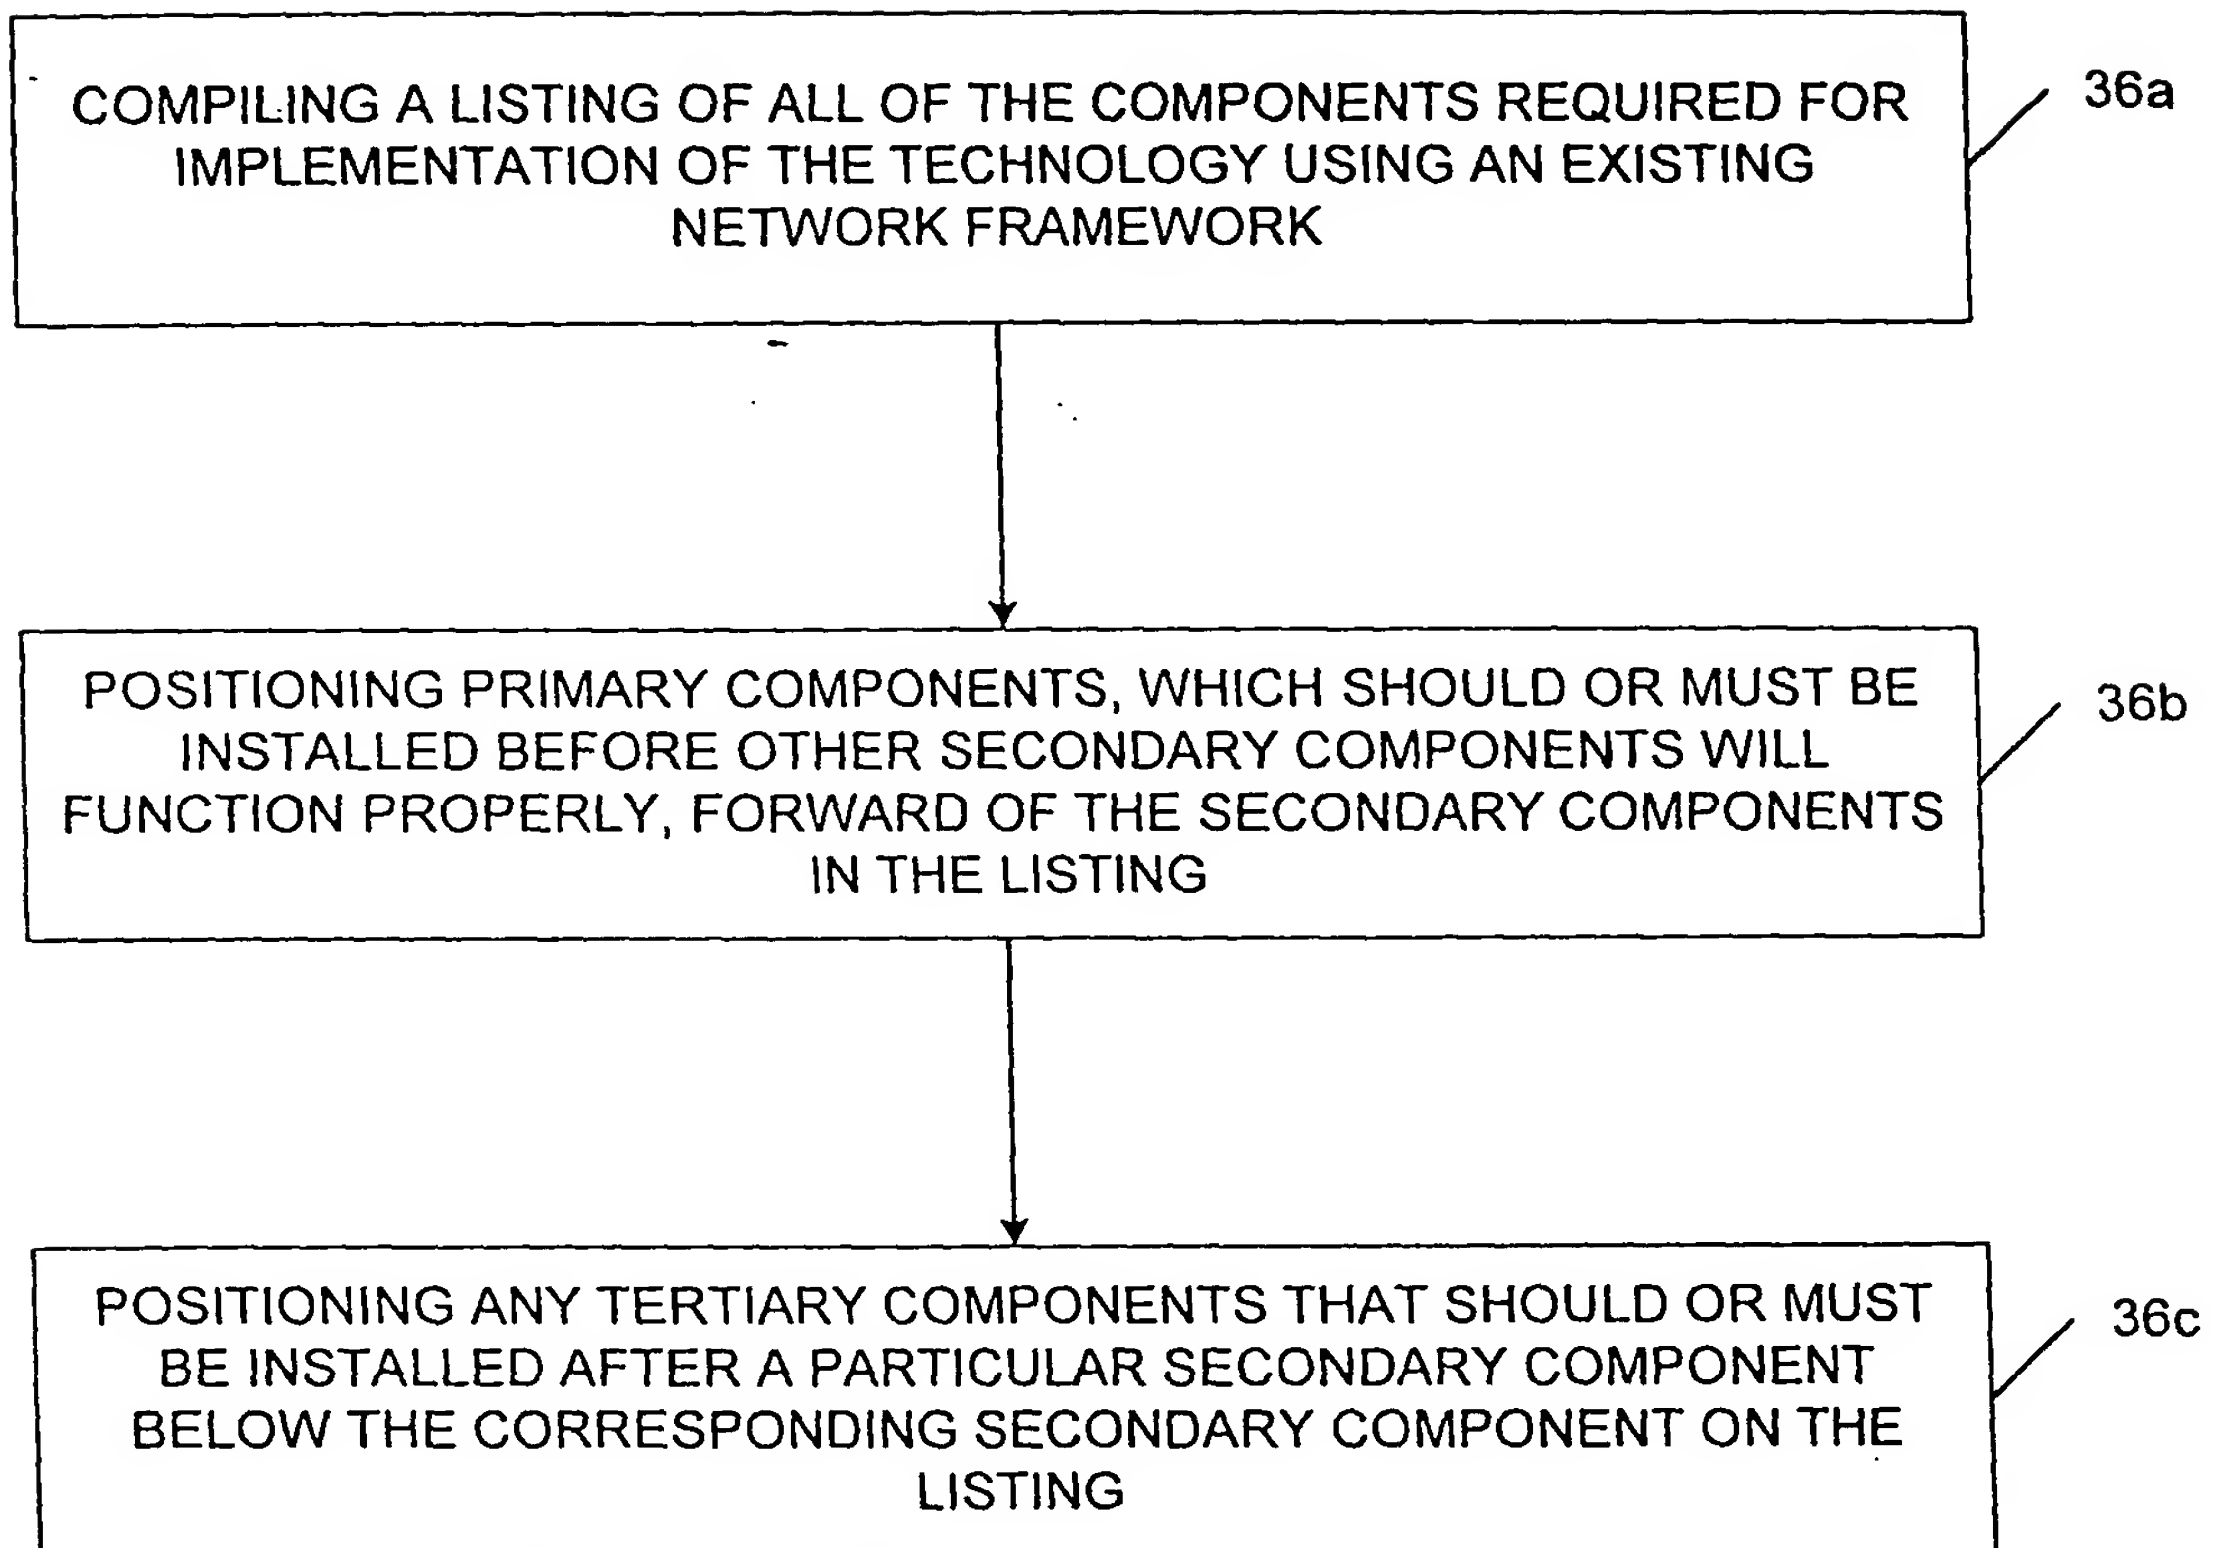 COMPILING A LISTING OF ALL OF THE COMPONENTS REQUIRED FOR
IMPLEMENTATION OF THE TECHNOLOGY USING AN EXISTING
NETWORK FRAMEWORK
36a
POSITIONING PRIMARY COMPONENTS, WHICH SHOULD OR MUST BE
INSTALLED BEFORE OTHER SECONDARY COMPONENTS WILL
FUNCTION PROPERLY, FORWARD OF THE SECONDARY COMPONENTS
IN THE LISTING
36b
POSITIONING ANY TERTIARY COMPONENTS THAT SHOULD OR MUST
BE INSTALLED AFTER A PARTICULAR SECONDARY COMPONENT
BELOW THE CORRESPONDING SECONDARY COMPONENT ON THE
LISTING
36c